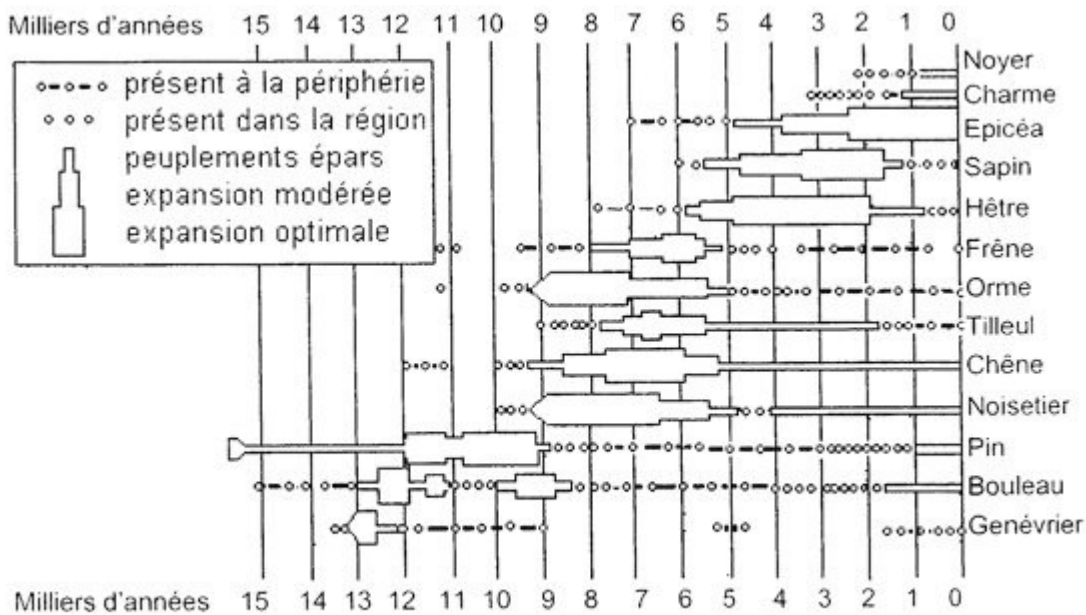 Milliers d'années 15 14 13 12 11 10 9 8 7 6 5 4 3 2 1 0
présent à la périphérie
présent dans la région
peuplements épars
expansion modérée
expansion optimale
Noyer
Charme
Epicéa
Sapin
Hêtre
Frêne
Orme
Tilleul
Chêne
Noisetier
Pin
Bouleau
Genévrier
Milliers d'années 15 14 13 12 11 10 9 8 7 6 5 4 3 2 1 0